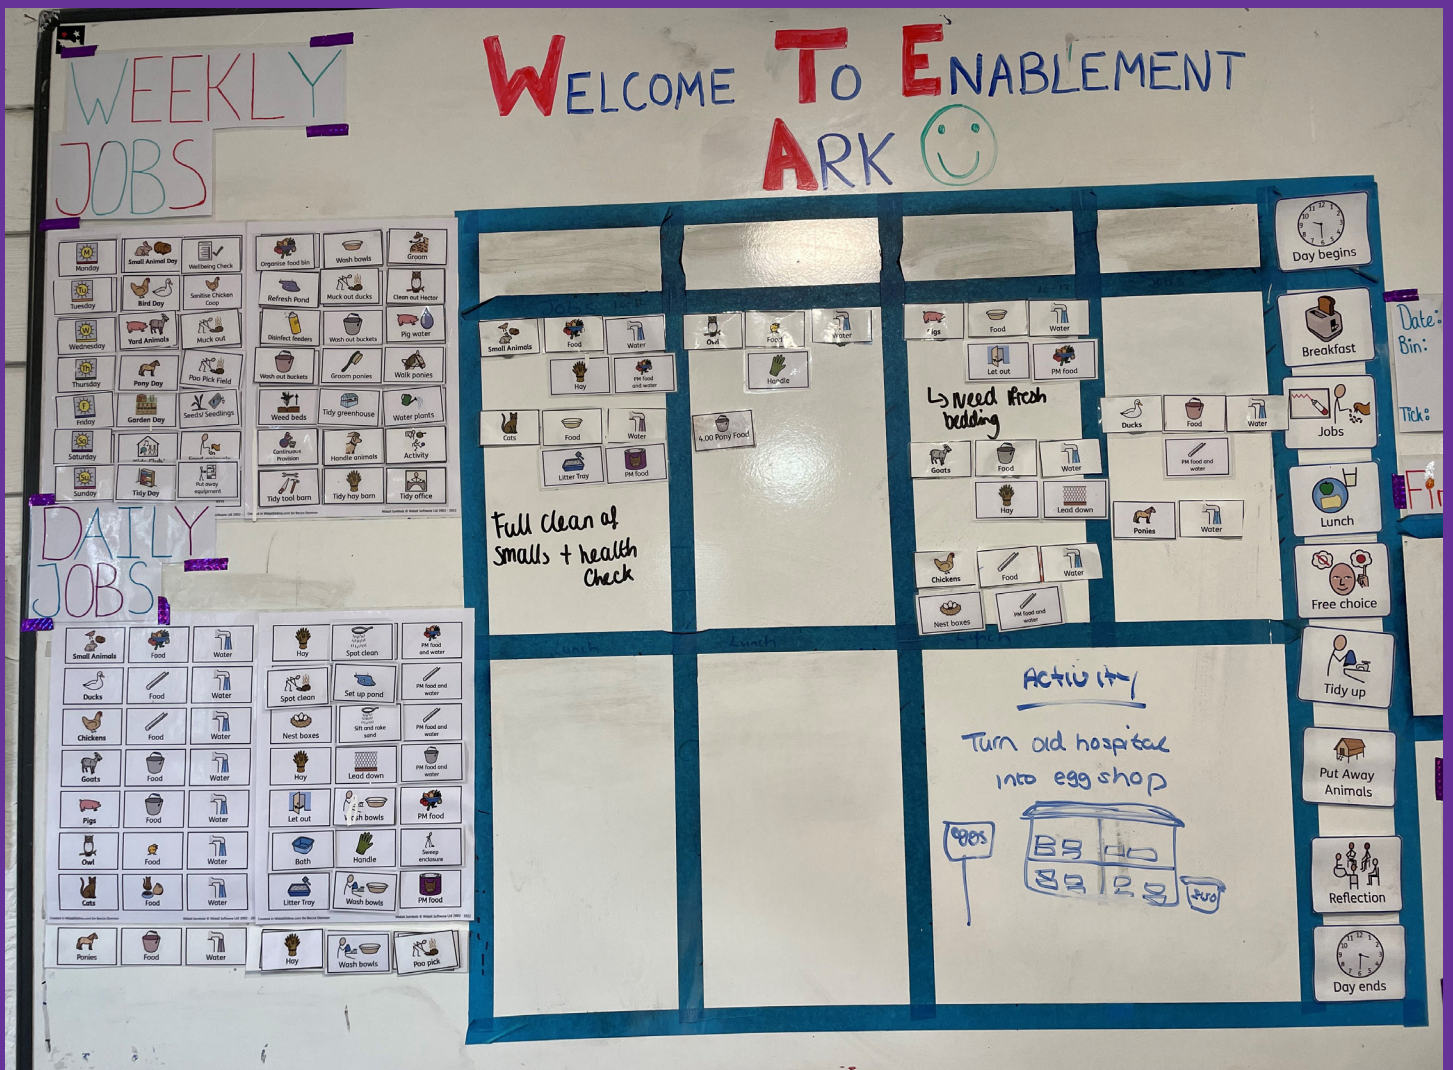 WELCOME TO ENABLEMENT
ARK
WEEKLY
JOBS
Monday
Small Animal Day
Wellbeing Check
Organise food bin
Wash bowls
Groom
Tuesday
Bird Day
Sanitise Chicken
Coop
Refresh Pond
Muck out ducks
Clean out Hector
Wednesday
Yard Animals
Muck out
Disinfect feeders
Wash out buckets
Pig water
Thursday
Pony Day
Poo Pick Field
Wash out buckets
Groom ponies
Walk ponies
Friday
Garden Day
Seeds/ Seedlings
Weed beds
Tidy greenhouse
Water plants
Saturday
Continuous
Provision
Handle animals
Activity
Sunday
Tidy Day
Put away
equipment
Tidy tool barn
Tidy hay barn
Tidy office
DAILY
JOBS
Small Animals
Food
Water
Hay
Spot clean
PM food
and water
Ducks
Food
Water
Spot clean
Set up pond
PM food and
water
Chickens
Food
Water
Nest boxes
Sift and rake
sand
PM food and
water
Goats
Food
Water
Hay
Lead down
PM food and
water
Pigs
Food
Water
Let out
Wash bowls
PM food
Owl
Food
Water
Bath
Handle
Sweep
enclosure
Cats
Food
Water
Litter Tray
Wash bowls
PM food
Ponies
Food
Water
Hay
Wash bowls
Poo pick
Jobs
Small Animals
Food
Water
Hay
PM food
and water
Cats
Food
Water
Litter Tray
PM food
Full clean of
smalls + health
check
Owl
Food
Water
Handle
4.00 Pony Food
Pigs
Food
Water
Let out
PM food
↳ Need fresh
bedding
Goats
Food
Water
Hay
Lead down
Chickens
Food
Water
Nest boxes
PM food and
water
Ducks
Food
Water
PM food and
water
Ponies
Water
Lunch
Lunch
Lunch
Activity
Turn old hospital
into egg shop
eggs
Day begins
Breakfast
Jobs
Lunch
Free choice
Tidy up
Put Away
Animals
Reflection
Day ends
Date:
Bin:
Tick: